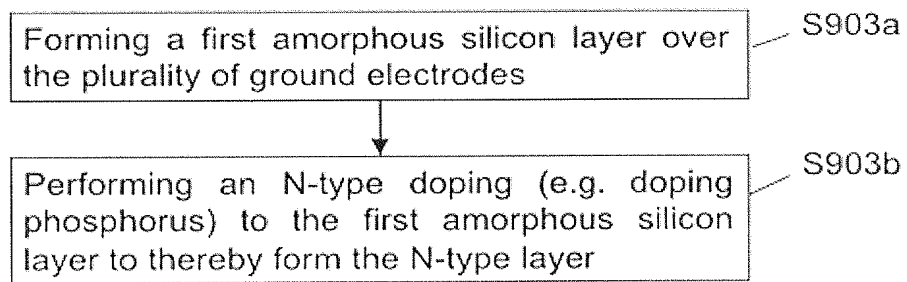 Forming a first amorphous silicon layer over
the plurality of ground electrodes
S903a
Performing an N-type doping (e.g. doping
phosphorus) to the first amorphous silicon
layer to thereby form the N-type layer
S903b